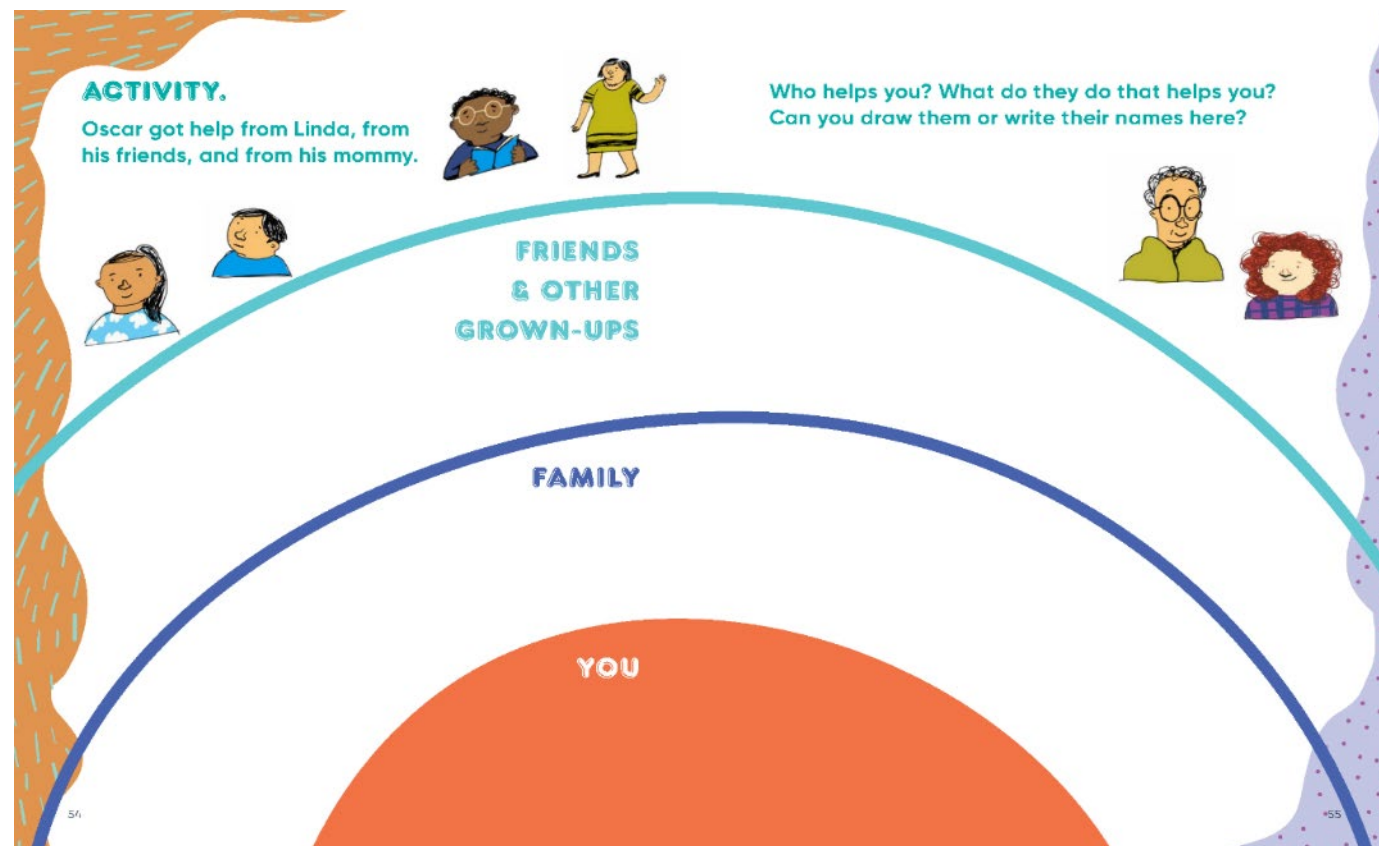 ACTIVITY.
Oscar got help from Linda, from
his friends, and from his mommy.
Who helps you? What do they do that helps you?
Can you draw them or write their names here?
FRIENDS
& OTHER
GROWN-UPS
FAMILY
YOU
54
55